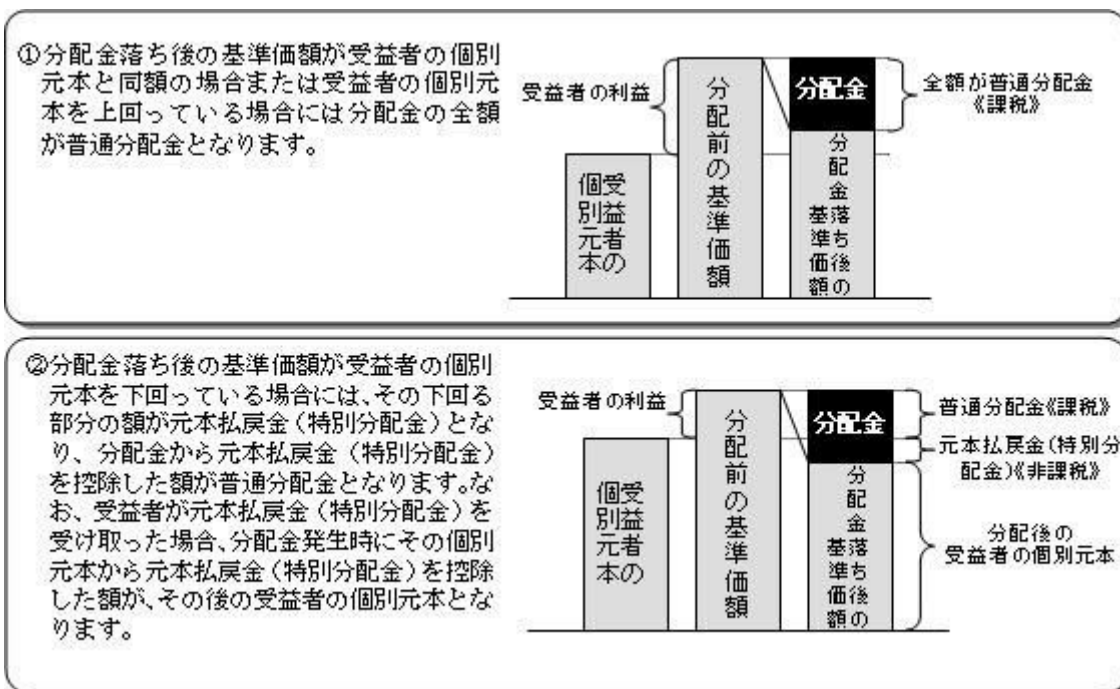 ①分配金落ち後の基準価額が受益者の個別
元本と同額の場合または受益者の個別元
本を上回っている場合には分配金の全額
が普通分配金となります。
受益者の利益
受益者の
個別元本
分配前の基準価額
分配金
分配金落ち後の
基準価額
全額が普通分配金
《課税》
②分配金落ち後の基準価額が受益者の個別
元本を下回っている場合には、その下回る
部分の額が元本払戻金(特別分配金)とな
り、分配金から元本払戻金(特別分配金)
を控除した額が普通分配金となります。な
お、受益者が元本払戻金(特別分配金)を
受け取った場合、分配金発生時にその個別
元本から元本払戻金(特別分配金)を控除
した額が、その後の受益者の個別元本とな
ります。
受益者の利益
受益者の
個別元本
分配前の基準価額
分配金
分配金落ち後の
基準価額
普通分配金《課税》
元本払戻金(特別分
配金)《非課税》
分配後の
受益者の個別元本